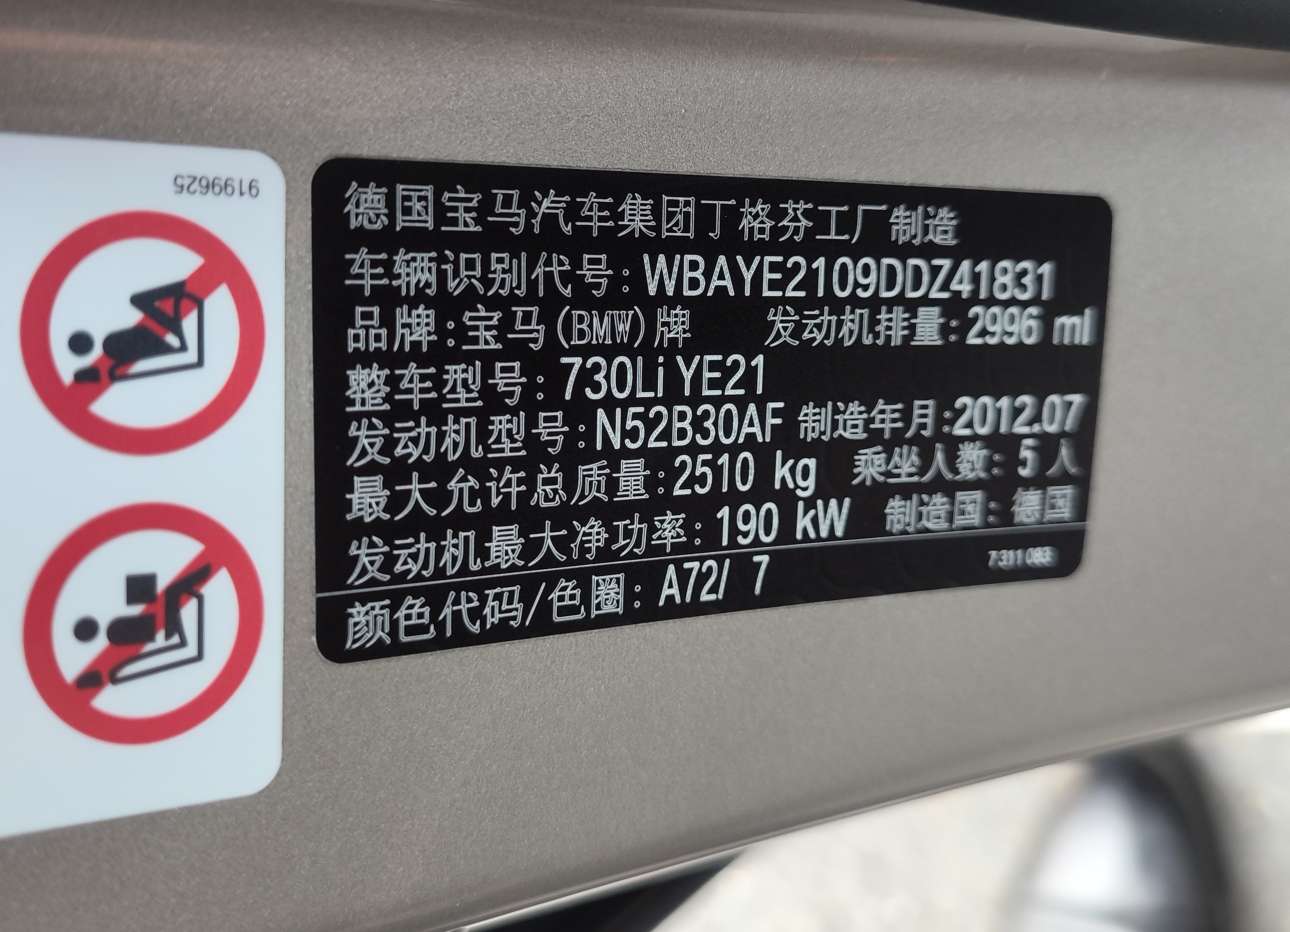 9199625
德国宝马汽车集团丁格芬工厂制造
车辆识别代号:WBAYE2109DDZ41831
品牌:宝马(BMW)牌 发动机排量:2996 ml
整车型号:730Li YE21
发动机型号:N52B30AF 制造年月:2012.07
最大允许总质量:2510 kg 乘坐人数:5人
发动机最大净功率:190 kW 制造国:德国
7311 083
颜色代码/色圈:A72/ 7